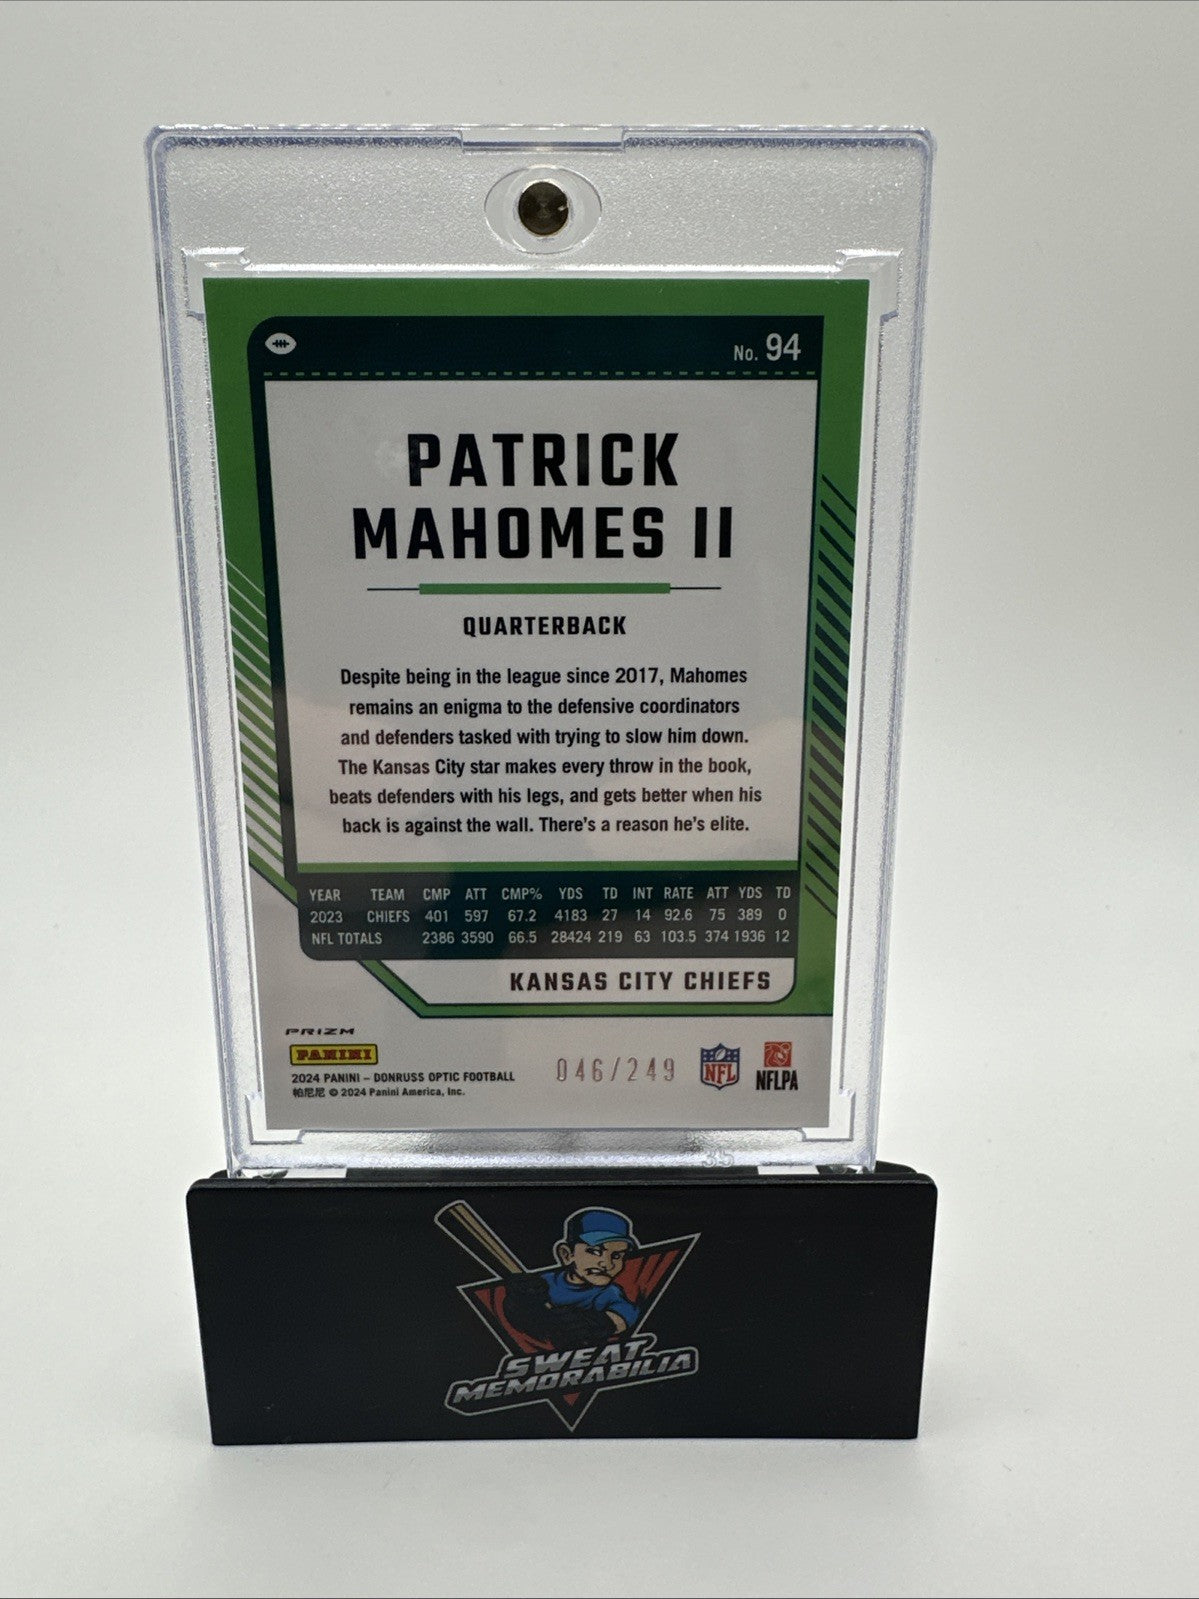 No. 94
PATRICK
MAHOMES II
QUARTERBACK
Despite being in the league since 2017, Mahomes
remains an enigma to the defensive coordinators
and defenders tasked with trying to slow him down.
The Kansas City star makes every throw in the book,
beats defenders with his legs, and gets better when his
back is against the wall. There's a reason he's elite.
YEAR TEAM CMP ATT CMP% YDS TD INT RATE ATT YDS TD
2023 CHIEFS 401 597 67.2 4183 27 14 92.6 75 389 0
NFL TOTALS 2386 3590 66.5 28424 219 63 103.5 374 1936 12
KANSAS CITY CHIEFS
PRIZM
PANINI
2024 PANINI – DONRUSS OPTIC FOOTBALL
帕尼尼 © 2024 Panini America, Inc.
046/249
NFL
NFLPA
35
SWEAT
MEMORABILIA